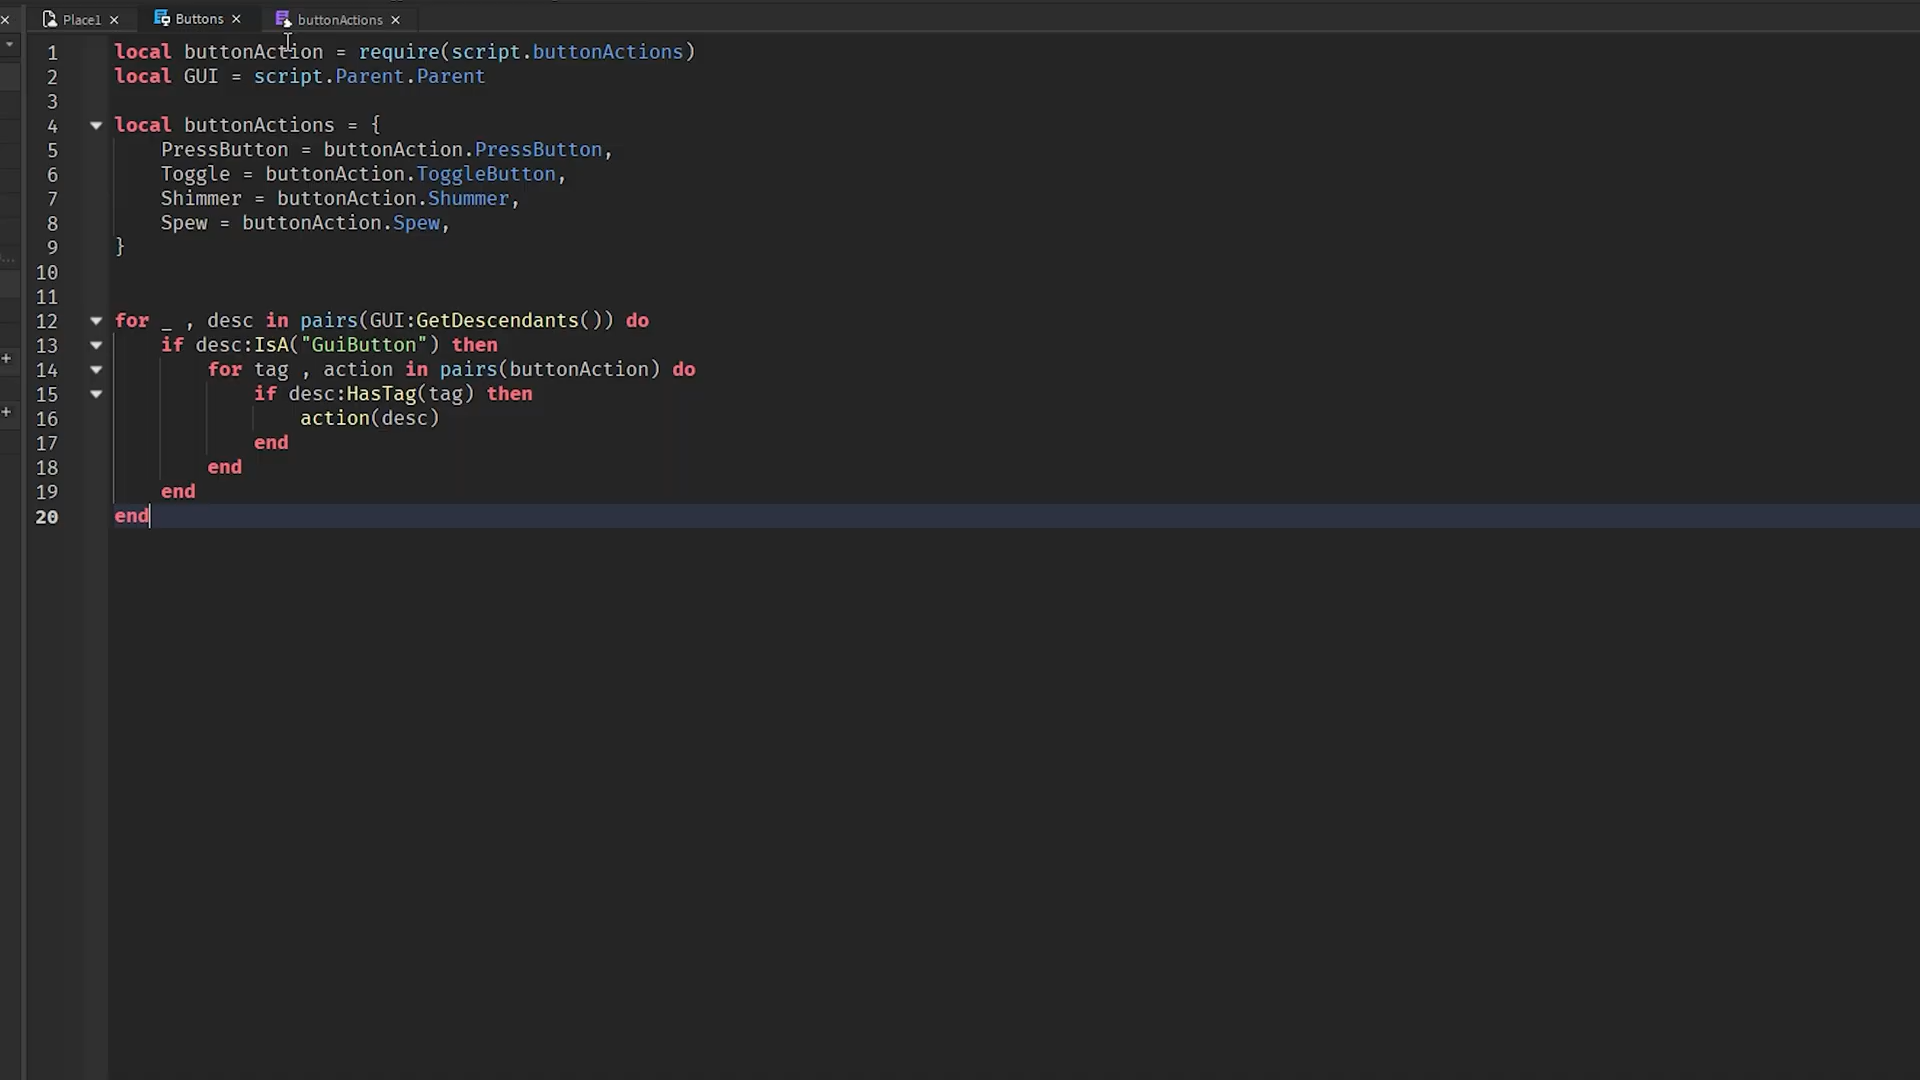 Place1 × Buttons × buttonActions ×
1 local buttonAction = require(script.buttonActions)
2 local GUI = script.Parent.Parent
3
4 local buttonActions = {
5 PressButton = buttonAction.PressButton,
6 Toggle = buttonAction.ToggleButton,
7 Shimmer = buttonAction.Shummer,
8 Spew = buttonAction.Spew,
9 }
10
11
12 for _ , desc in pairs(GUI:GetDescendants()) do
13 if desc:IsA("GuiButton") then
14 for tag , action in pairs(buttonAction) do
15 if desc:HasTag(tag) then
16 action(desc)
17 end
18 end
19 end
20 end